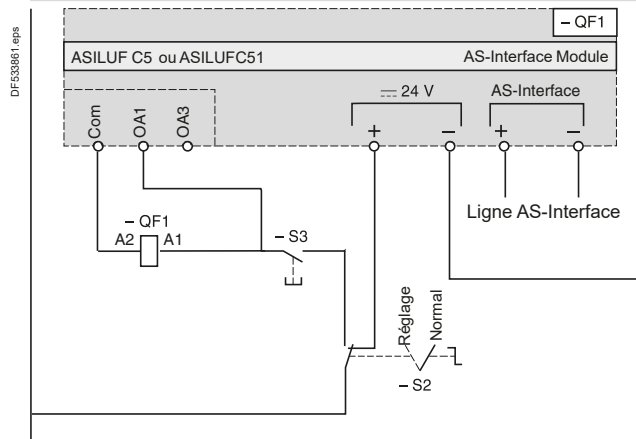 – QF1
DF533861.eps
ASILUF C5 ou ASILUFC51 AS-Interface Module
24 V AS-Interface
Com OA1 OA3 + – + –
Ligne AS-Interface
– QF1
A2 A1
– S3
Réglage Normal
– S2